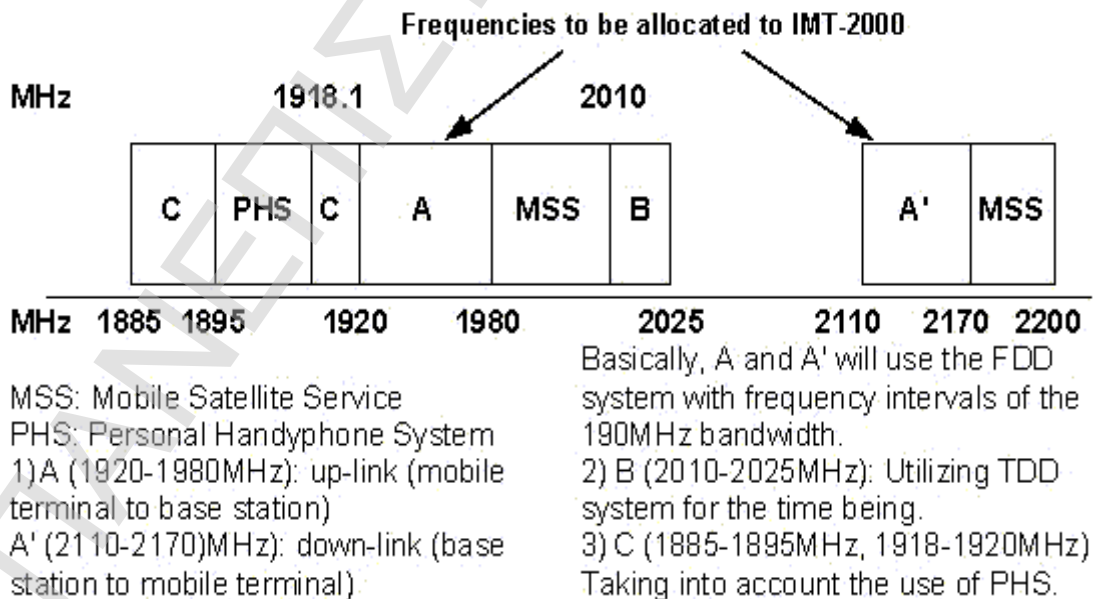 Frequencies to be allocated to IMT-2000
MHz 1918.1 2010
C PHS C A MSS B A' MSS
MHz 1885 1895 1920 1980 2025 2110 2170 2200
MSS: Mobile Satellite Service
PHS: Personal Handyphone System
1)A (1920-1980MHz): up-link (mobile
terminal to base station)
A' (2110-2170)MHz): down-link (base
station to mobile terminal)
Basically, A and A' will use the FDD
system with frequency intervals of the
190MHz bandwidth.
2) B (2010-2025MHz): Utilizing TDD
system for the time being.
3) C (1885-1895MHz, 1918-1920MHz)
Taking into account the use of PHS.